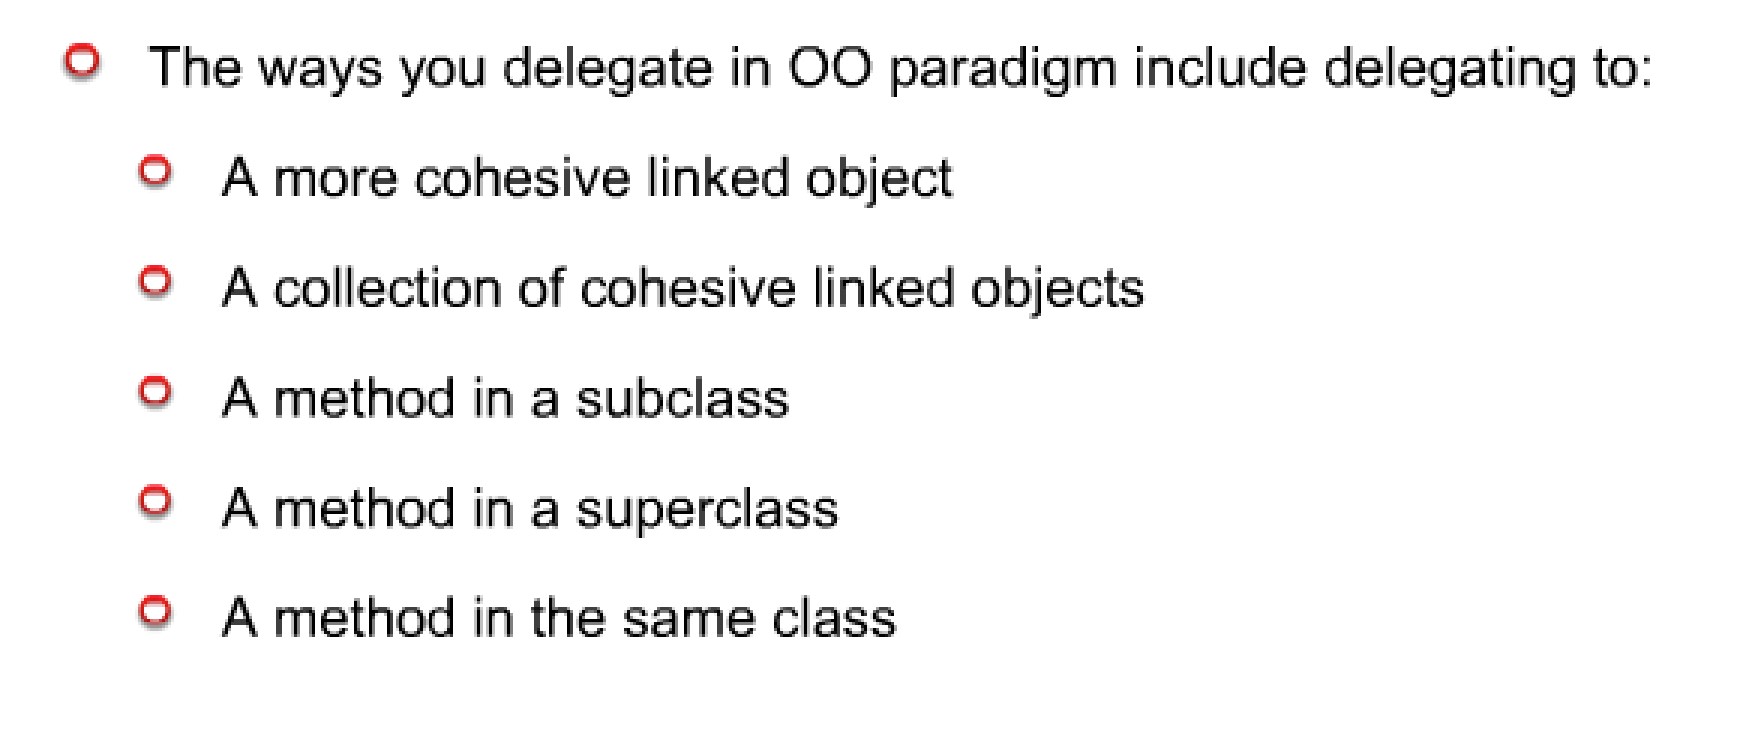 The ways you delegate in OO paradigm include delegating to:
A more cohesive linked object
A collection of cohesive linked objects
A method in a subclass
A method in a superclass
A method in the same class